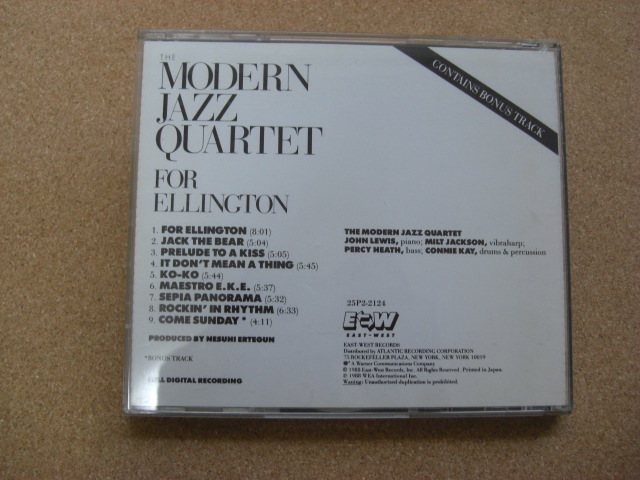 THE
MODERN
JAZZ
QUARTET
FOR
ELLINGTON
CONTAINS BONUS TRACK
1. FOR ELLINGTON (8:01)
2. JACK THE BEAR (5:04)
3. PRELUDE TO A KISS (5:05)
4. IT DON'T MEAN A THING (5:45)
5. KO-KO (5:44)
6. MAESTRO E.K.E. (5:37)
7. SEPIA PANORAMA (5:32)
8. ROCKIN' IN RHYTHM (6:33)
9. COME SUNDAY * (4:11)
PRODUCED BY NESUHI ERTEGUN
*BONUS TRACK
FULL DIGITAL RECORDING
THE MODERN JAZZ QUARTET
JOHN LEWIS, piano; MILT JACKSON, vibraharp;
PERCY HEATH, bass; CONNIE KAY, drums & percussion
25P2-2124
E W
EAST-WEST
EAST-WEST RECORDS
Distributed by ATLANTIC RECORDING CORPORATION
75 ROCKEFELLER PLAZA, NEW YORK, NEW YORK 10019
A Warner Communications Company
© 1988 East-West Records, Inc. All Rights Reserved. Printed in Japan.
℗ 1988 WEA International Inc.
Warning: Unauthorized duplication is prohibited.